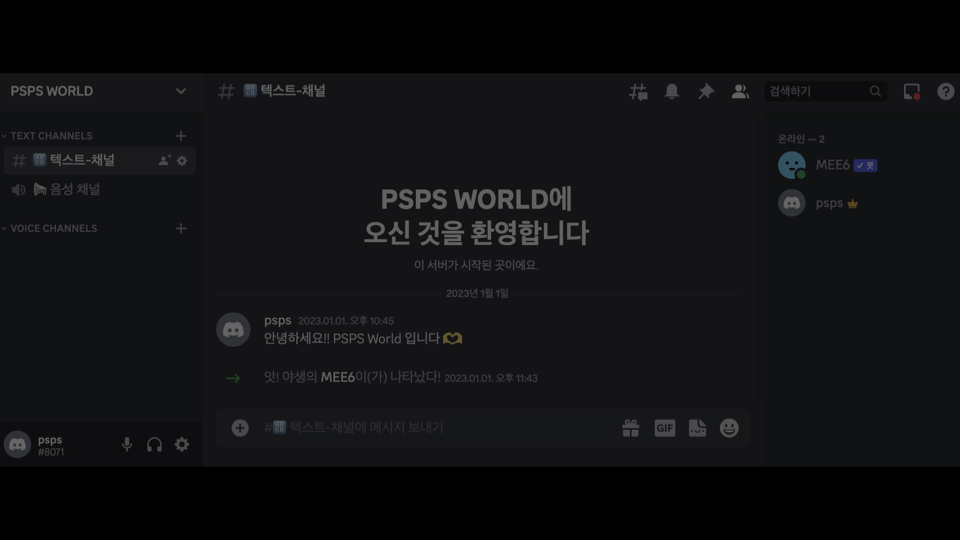 PSPS WORLD
TEXT CHANNELS
텍스트-채널
음성 채널
VOICE CHANNELS
psps
#8071
텍스트-채널
검색하기
PSPS WORLD에
오신 것을 환영합니다
이 서버가 시작된 곳이에요.
2023년 1월 1일
psps 2023.01.01. 오후 10:45
안녕하세요!! PSPS World 입니다
앗! 야생의 MEE6이(가) 나타났다! 2023.01.01. 오후 11:43
#🔠 텍스트-채널에 메시지 보내기
GIF
온라인 — 2
MEE6 ✓ 봇
psps